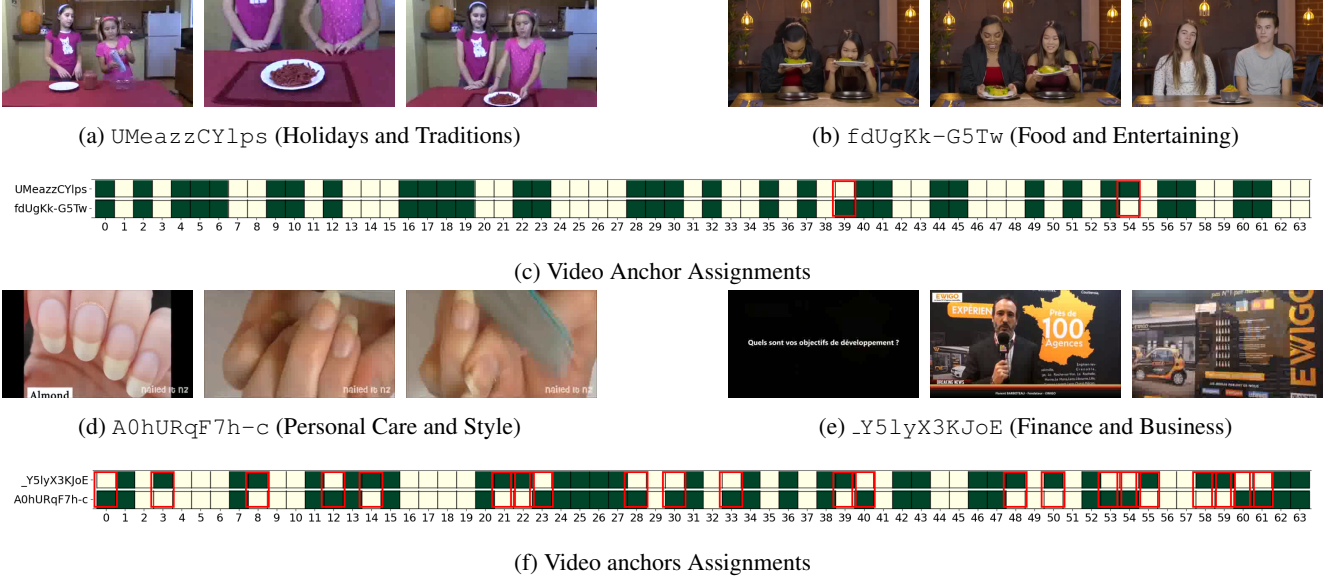 (a) UMeazzCYlps (Holidays and Traditions)
(b) fdUgKk-G5Tw (Food and Entertaining)
UMeazzCYlps
fdUgKk-G5Tw
0 1 2 3 4 5 6 7 8 9 10 11 12 13 14 15 16 17 18 19 20 21 22 23 24 25 26 27 28 29 30 31 32 33 34 35 36 37 38 39 40 41 42 43 44 45 46 47 48 49 50 51 52 53 54 55 56 57 58 59 60 61 62 63
(c) Video Anchor Assignments
Almond
nailed it nz
nailed it nz
nailed it nz
Quels sont vos objectifs de développement ?
EWIGO
EXPÉRIEN
Près de
100
Agences
BREAKING NEWS
EWIGO
(d) A0hURqF7h-c (Personal Care and Style)
(e) _Y5lyX3KJoE (Finance and Business)
_Y5lyX3KJoE
A0hURqF7h-c
0 1 2 3 4 5 6 7 8 9 10 11 12 13 14 15 16 17 18 19 20 21 22 23 24 25 26 27 28 29 30 31 32 33 34 35 36 37 38 39 40 41 42 43 44 45 46 47 48 49 50 51 52 53 54 55 56 57 58 59 60 61 62 63
(f) Video anchors Assignments